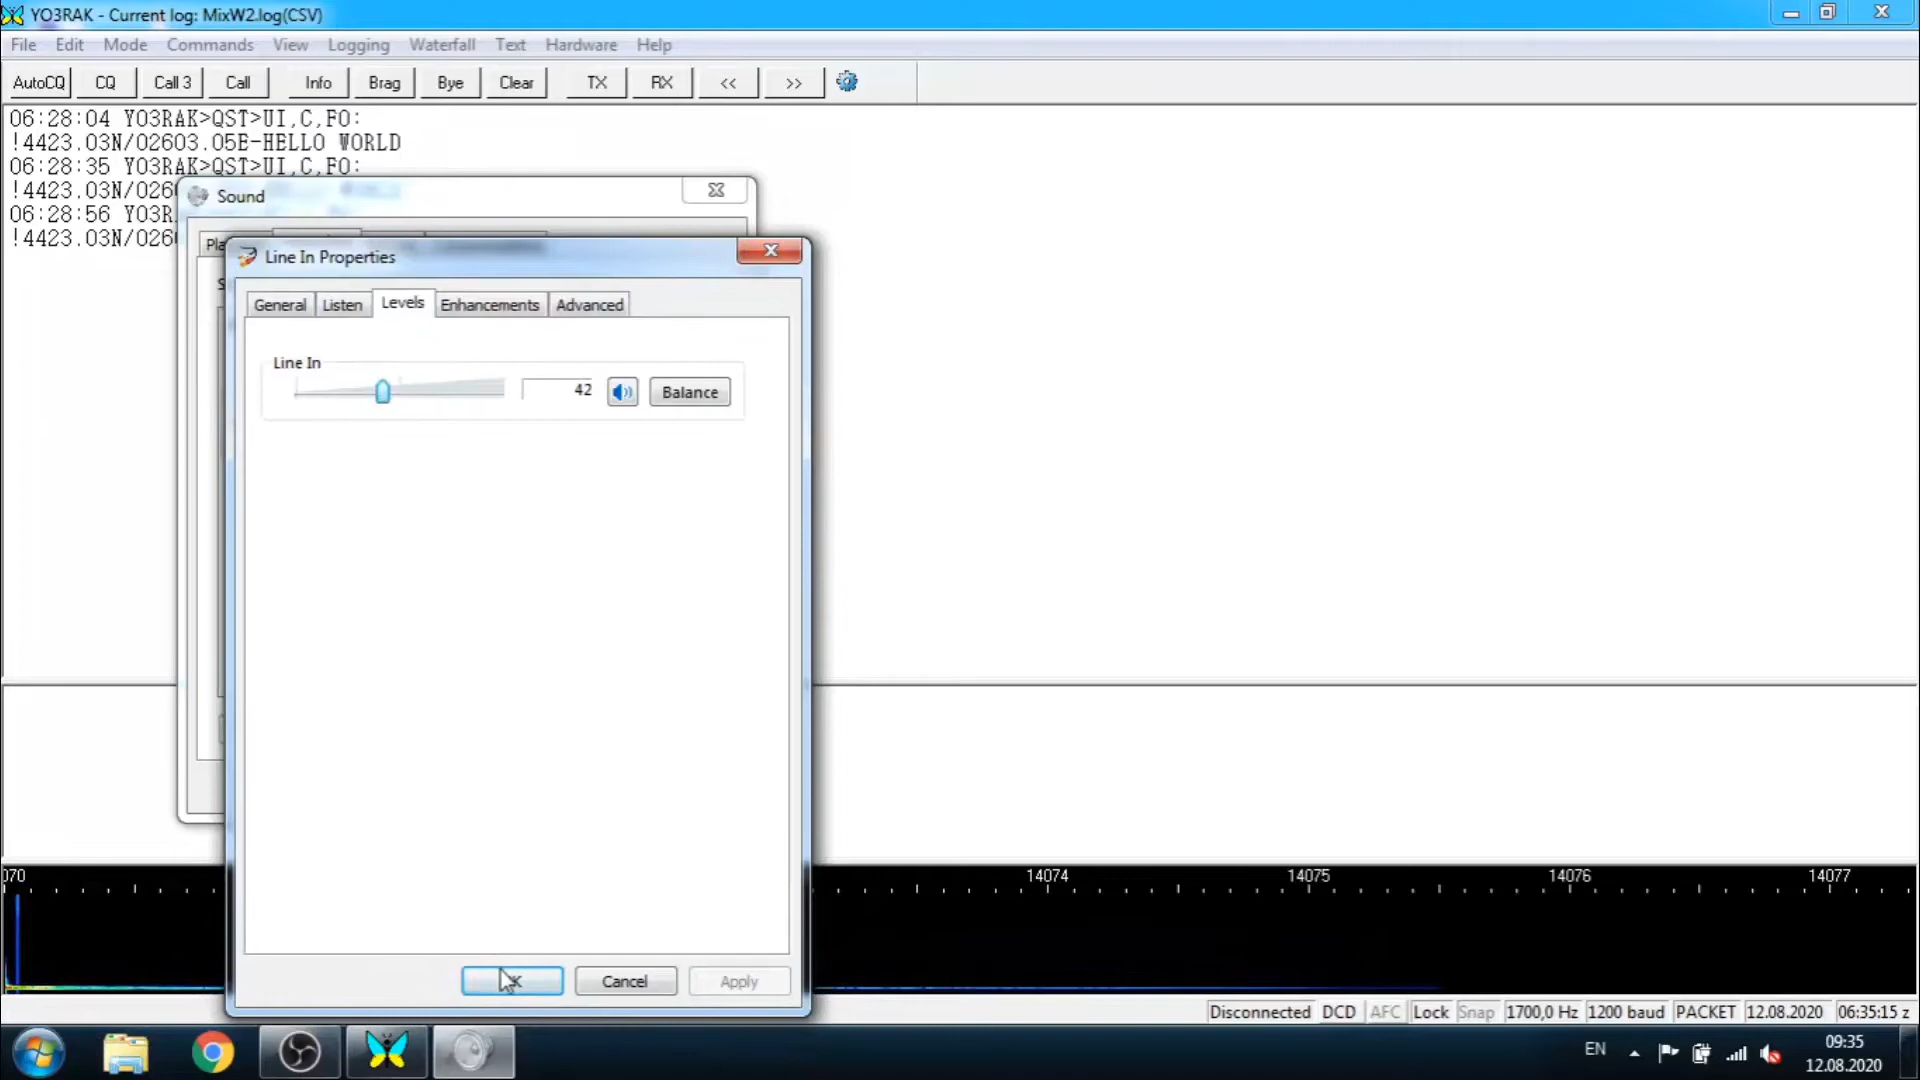 YO3RAK - Current log: MixW2.log(CSV)
File Edit Mode Commands View Logging Waterfall Text Hardware Help
AutoCQ CQ Call 3 Call Info Brag Bye Clear TX RX << >>
06:28:04 YO3RAK>QST>UI,C,F0:
!4423.03N/02603.05E-HELLO WORLD
06:28:35 YO3RAK>QST>UI,C,F0:
!4423.03N/026
06:28:56 YO3R
!4423.03N/026
Sound
Line In Properties
General Listen Levels Enhancements Advanced
Line In
42 Balance
Cancel Apply
070 14074 14075 14076 14077
Disconnected DCD AFC Lock Snap 1700,0 Hz 1200 baud PACKET 12.08.2020 06:35:15 z
EN 09:35
12.08.2020